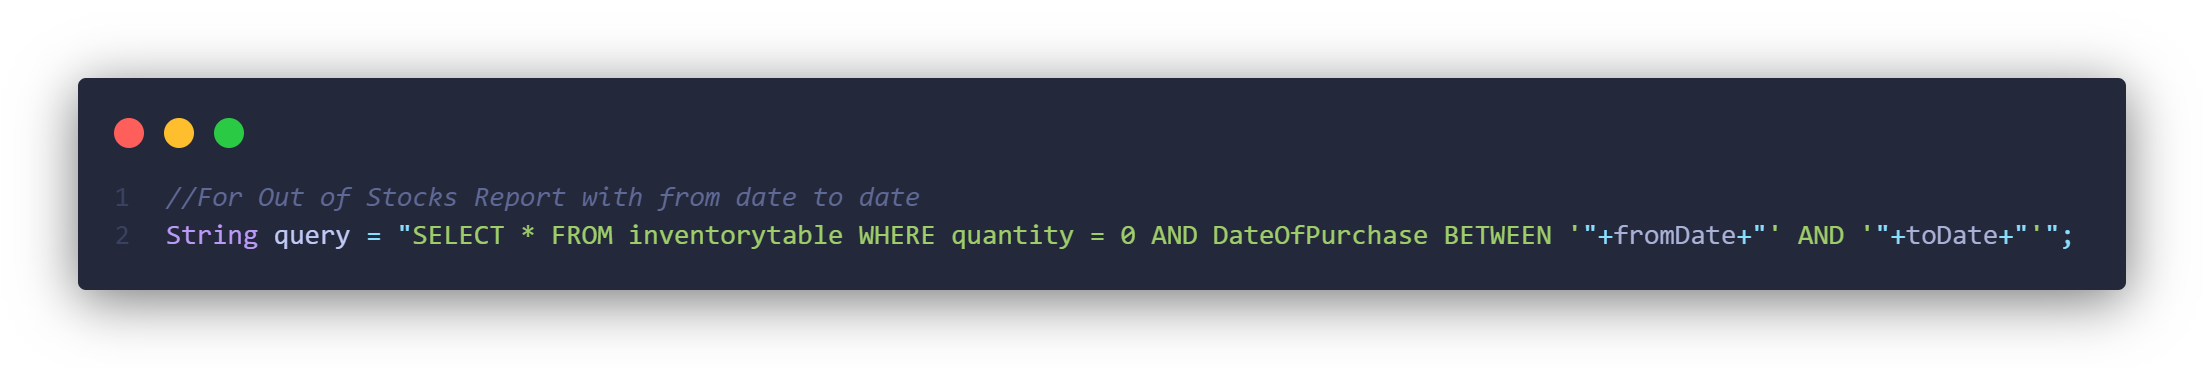 1 //For Out of Stocks Report with from date to date
2 String query = "SELECT * FROM inventorytable WHERE quantity = 0 AND DateOfPurchase BETWEEN '"+fromDate+"' AND '"+toDate+"'";